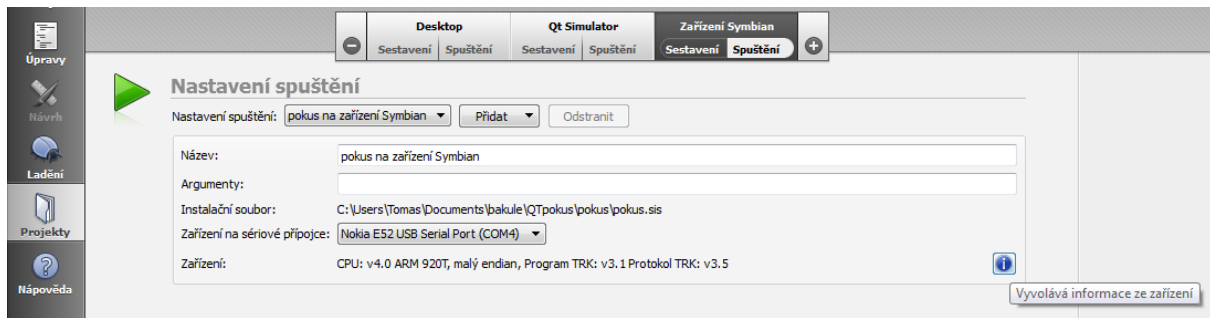 Úpravy
Návrh
Ladění
Projekty
Nápověda
Desktop
Sestavení Spuštění
Qt Simulator
Sestavení Spuštění
Zařízení Symbian
Sestavení Spuštění
Nastavení spuštění
Nastavení spuštění: pokus na zařízení Symbian Přidat Odstranit
Název: pokus na zařízení Symbian
Argumenty:
Instalační soubor: C:\Users\Tomas\Documents\bakule\QTpokus\pokus\pokus.sis
Zařízení na sériové přípojce: Nokia E52 USB Serial Port (COM4)
Zařízení: CPU: v4.0 ARM 920T, malý endian, Program TRK: v3.1 Protokol TRK: v3.5
Vyvolává informace ze zařízení